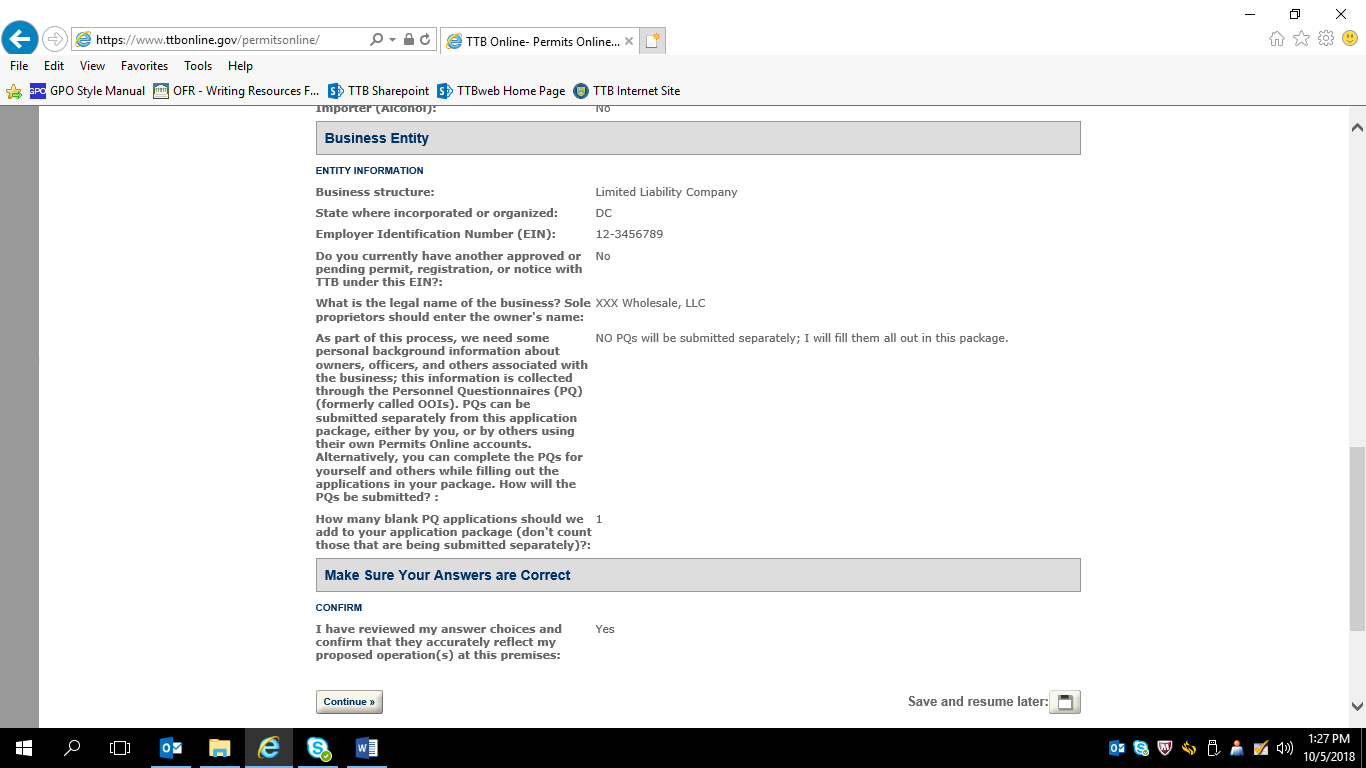 https://www.ttbonline.gov/permitsonline/
TTB Online- Permits Online...
File Edit View Favorites Tools Help
GPO GPO Style Manual OFR - Writing Resources F... TTB Sharepoint TTBweb Home Page TTB Internet Site
Importer (Alcohol): No
Business Entity
ENTITY INFORMATION
Business structure: Limited Liability Company
State where incorporated or organized: DC
Employer Identification Number (EIN): 12-3456789
Do you currently have another approved or No
pending permit, registration, or notice with
TTB under this EIN?:
What is the legal name of the business? Sole XXX Wholesale, LLC
proprietors should enter the owner's name:
As part of this process, we need some NO PQs will be submitted separately; I will fill them all out in this package.
personal background information about
owners, officers, and others associated with
the business; this information is collected
through the Personnel Questionnaires (PQ)
(formerly called OOIs). PQs can be
submitted separately from this application
package, either by you, or by others using
their own Permits Online accounts.
Alternatively, you can complete the PQs for
yourself and others while filling out the
applications in your package. How will the
PQs be submitted? :
How many blank PQ applications should we 1
add to your application package (don't count
those that are being submitted separately)?:
Make Sure Your Answers are Correct
CONFIRM
I have reviewed my answer choices and Yes
confirm that they accurately reflect my
proposed operation(s) at this premises:
Continue »
Save and resume later:
1:27 PM
10/5/2018